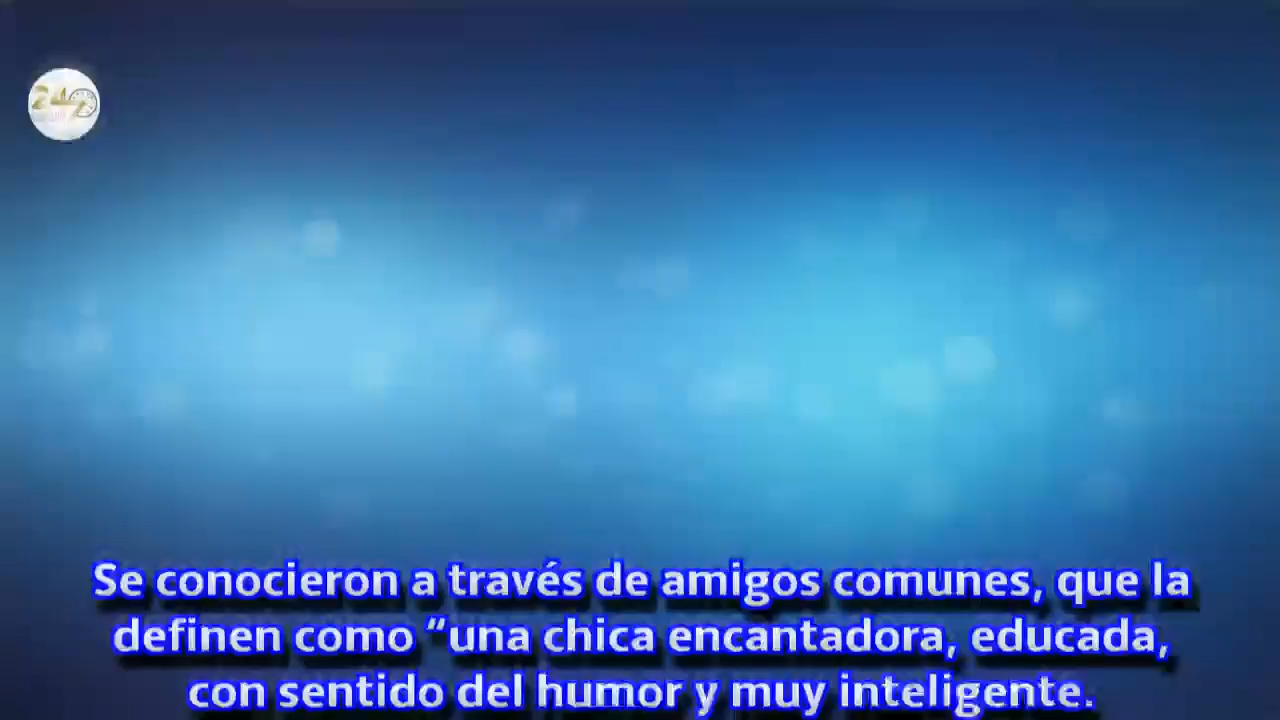 247
Se conocieron a través de amigos comunes, que la
definen como “una chica encantadora, educada,
con sentido del humor y muy inteligente.